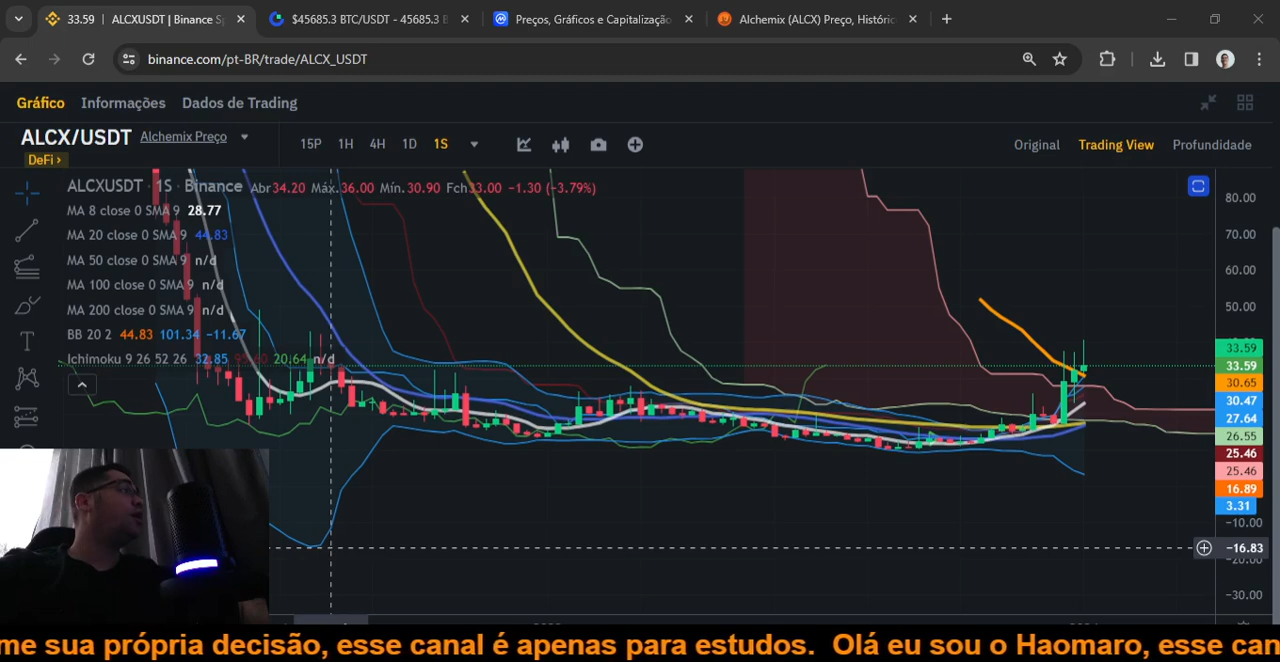 33.59 | ALCXUSDT | Binance Sp
$45685.3 BTC/USDT - 45685.3 B
Preços, Gráficos e Capitalização
Alchemix (ALCX) Preço, Histório
binance.com/pt-BR/trade/ALCX_USDT
Gráfico Informações Dados de Trading
ALCX/USDT Alchemix Preço
DeFi
15P 1H 4H 1D 1S
Original Trading View Profundidade
ALCXUSDT · 1S · Binance Abr34.20 Máx.36.00 Mín.30.90 Fch33.00 −1.30 (−3.79%)
MA 8 close 0 SMA 9 28.77
MA 20 close 0 SMA 9 44.83
MA 50 close 0 SMA 9 n/d
MA 100 close 0 SMA 9 n/d
MA 200 close 0 SMA 9 n/d
BB 20 2 44.83 101.34 −11.67
Ichimoku 9 26 52 26 32.85 20.64 n/d
80.00
70.00
60.00
50.00
33.59
33.59
30.65
30.47
27.64
26.55
25.46
25.46
16.89
3.31
−10.00
−16.83
−20.00
−30.00
me sua própria decisão, esse canal é apenas para estudos. Olá eu sou o Haomaro, esse can